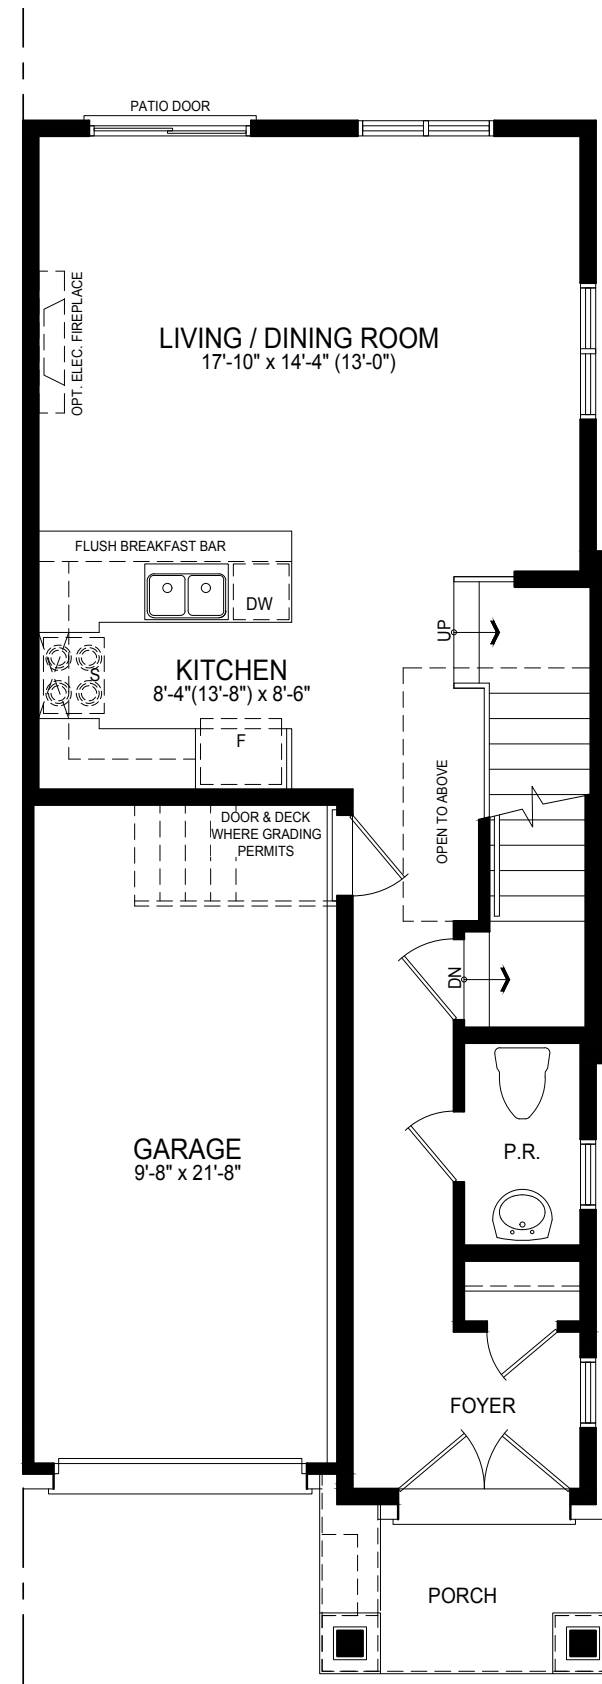 PATIO DOOR
OPT. ELEC. FIREPLACE
LIVING / DINING ROOM
17'-10" x 14'-4" (13'-0")
FLUSH BREAKFAST BAR
DW
UP
S
KITCHEN
8'-4"(13'-8") x 8'-6"
F
OPEN TO ABOVE
DOOR & DECK
WHERE GRADING
PERMITS
DN
GARAGE
9'-8" x 21'-8"
P.R.
FOYER
PORCH